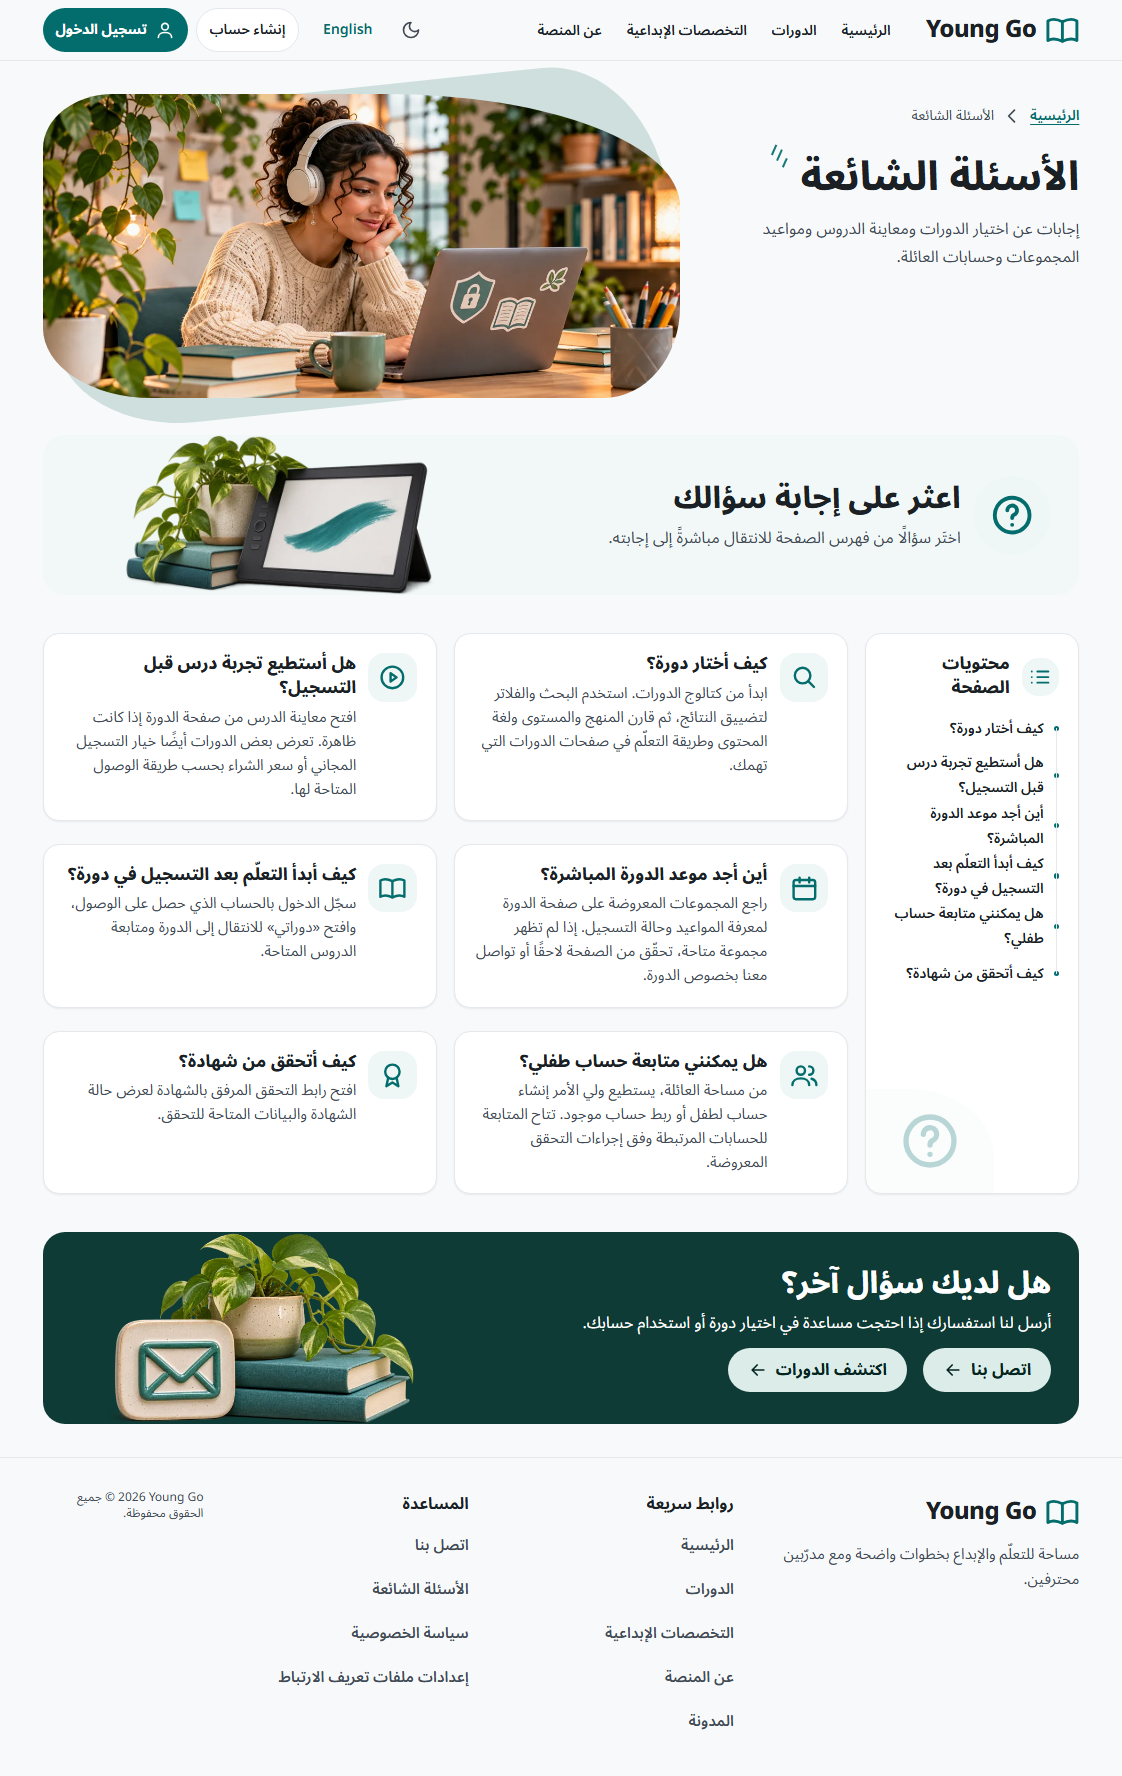 Young Go
الرئيسية
الدورات
التخصصات الإبداعية
عن المنصة
English
إنشاء حساب
تسجيل الدخول
الرئيسية
الأسئلة الشائعة
الأسئلة الشائعة
إجابات عن اختيار الدورات ومعاينة الدروس ومواعيد
المجموعات وحسابات العائلة.
اعثر على إجابة سؤالك
اختَر سؤالًا من فهرس الصفحة للانتقال مباشرةً إلى إجابته.
محتويات
الصفحة
كيف أختار دورة؟
هل أستطيع تجربة درس
قبل التسجيل؟
أين أجد موعد الدورة
المباشرة؟
كيف أبدأ التعلّم بعد
التسجيل في دورة؟
هل يمكنني متابعة حساب
طفلي؟
كيف أتحقق من شهادة؟
كيف أختار دورة؟
ابدأ من كتالوج الدورات. استخدم البحث والفلاتر
لتضييق النتائج، ثم قارن المنهج والمستوى ولغة
المحتوى وطريقة التعلّم في صفحات الدورات التي
تهمك.
هل أستطيع تجربة درس قبل
التسجيل؟
افتح معاينة الدرس من صفحة الدورة إذا كانت
ظاهرة. تعرض بعض الدورات أيضًا خيار التسجيل
المجاني أو سعر الشراء بحسب طريقة الوصول
المتاحة لها.
أين أجد موعد الدورة المباشرة؟
راجع المجموعات المعروضة على صفحة الدورة
لمعرفة المواعيد وحالة التسجيل. إذا لم تظهر
مجموعة متاحة، تحقّق من الصفحة لاحقًا أو تواصل
معنا بخصوص الدورة.
كيف أبدأ التعلّم بعد التسجيل في دورة؟
سجّل الدخول بالحساب الذي حصل على الوصول،
وافتح «دوراتي» للانتقال إلى الدورة ومتابعة
الدروس المتاحة.
هل يمكنني متابعة حساب طفلي؟
من مساحة العائلة، يستطيع ولي الأمر إنشاء
حساب لطفل أو ربط حساب موجود. تتاح المتابعة
للحسابات المرتبطة وفق إجراءات التحقق
المعروضة.
كيف أتحقق من شهادة؟
افتح رابط التحقق المرفق بالشهادة لعرض حالة
الشهادة والبيانات المتاحة للتحقق.
هل لديك سؤال آخر؟
أرسل لنا استفسارك إذا احتجت مساعدة في اختيار دورة أو استخدام حسابك.
اتصل بنا
اكتشف الدورات
Young Go
مساحة للتعلّم والإبداع بخطوات واضحة ومع مدرّبين
محترفين.
روابط سريعة
الرئيسية
الدورات
التخصصات الإبداعية
عن المنصة
المدونة
المساعدة
اتصل بنا
الأسئلة الشائعة
سياسة الخصوصية
إعدادات ملفات تعريف الارتباط
Young Go 2026 © جميع
الحقوق محفوظة.